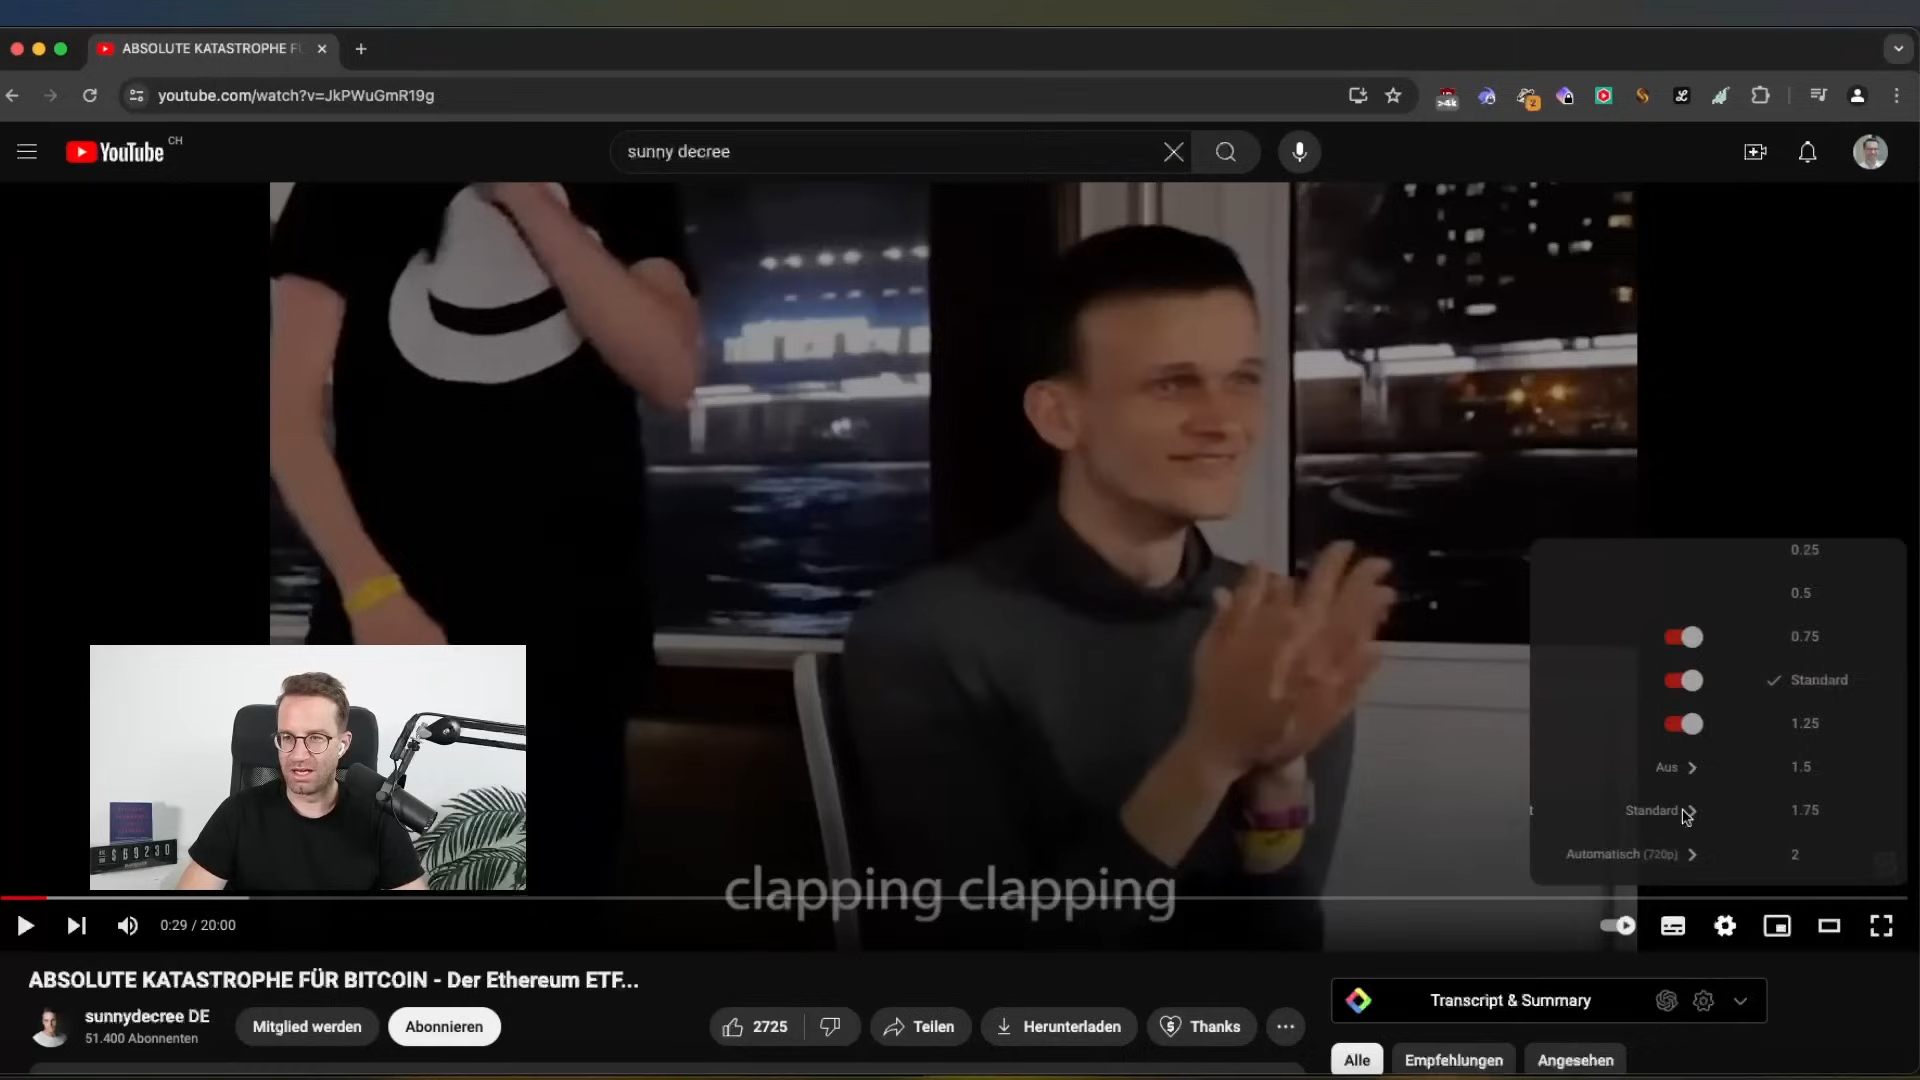 ABSOLUTE KATASTROPHE F
youtube.com/watch?v=JkPWuGmR19g
>4k
2
YouTube CH
sunny decree
0.25
0.5
0.75
Standard
1.25
Aus
1.5
t
Standard
1.75
Automatisch (720p)
2
$69230
clapping clapping
0:29 / 20:00
ABSOLUTE KATASTROPHE FÜR BITCOIN - Der Ethereum ETF...
Transcript & Summary
sunnydecree DE
51.400 Abonnenten
Mitglied werden
Abonnieren
2725
Teilen
Herunterladen
Thanks
Alle
Empfehlungen
Angesehen